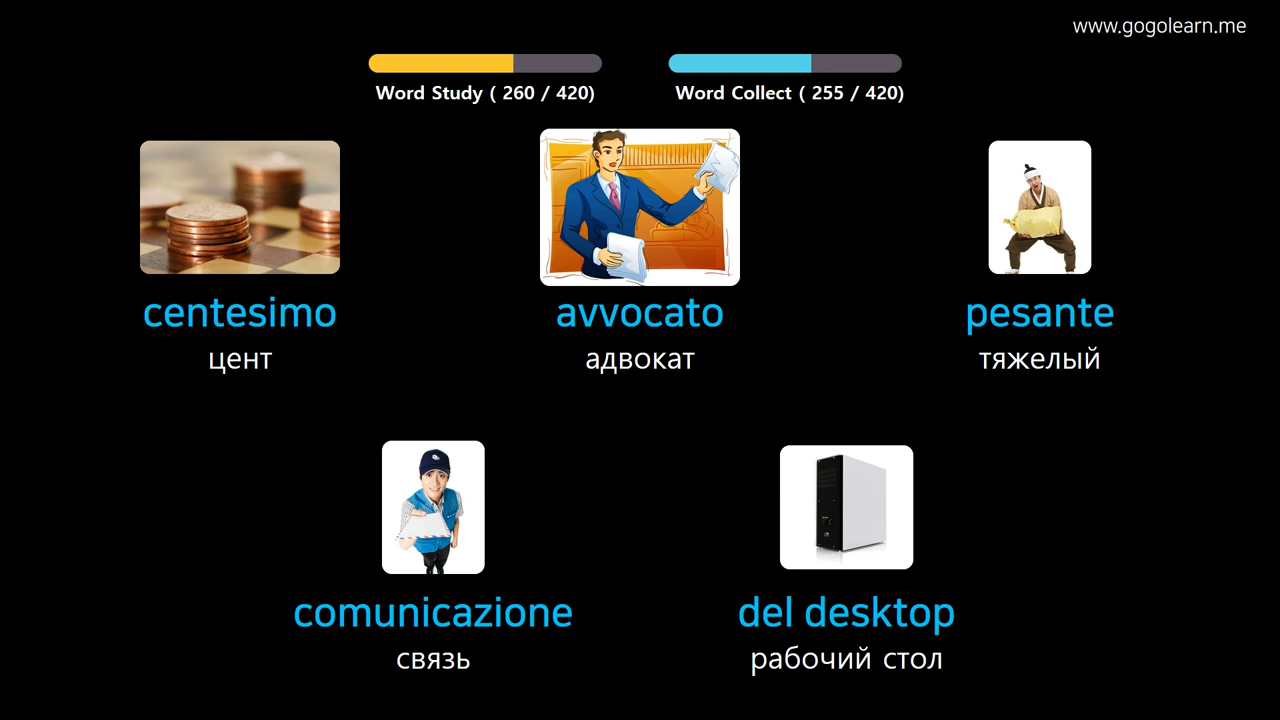 www.gogolearn.me
Word Study ( 260 / 420)
Word Collect ( 255 / 420)
centesimo
цент
avvocato
адвокат
pesante
тяжелый
comunicazione
связь
del desktop
рабочий стол